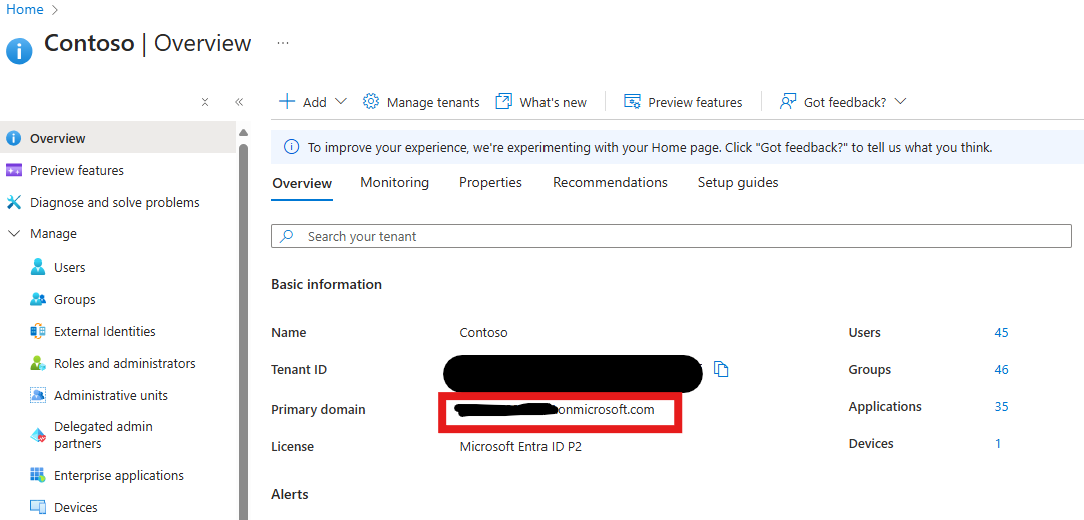 Home
Contoso | Overview ...
Add Manage tenants What's new Preview features Got feedback?
Overview
Preview features
Diagnose and solve problems
Manage
Users
Groups
External Identities
Roles and administrators
Administrative units
Delegated admin
partners
Enterprise applications
Devices
To improve your experience, we're experimenting with your Home page. Click "Got feedback?" to tell us what you think.
Overview Monitoring Properties Recommendations Setup guides
Search your tenant
Basic information
Name Contoso Users 45
Tenant ID Groups 46
Primary domain onmicrosoft.com Applications 35
License Microsoft Entra ID P2 Devices 1
Alerts